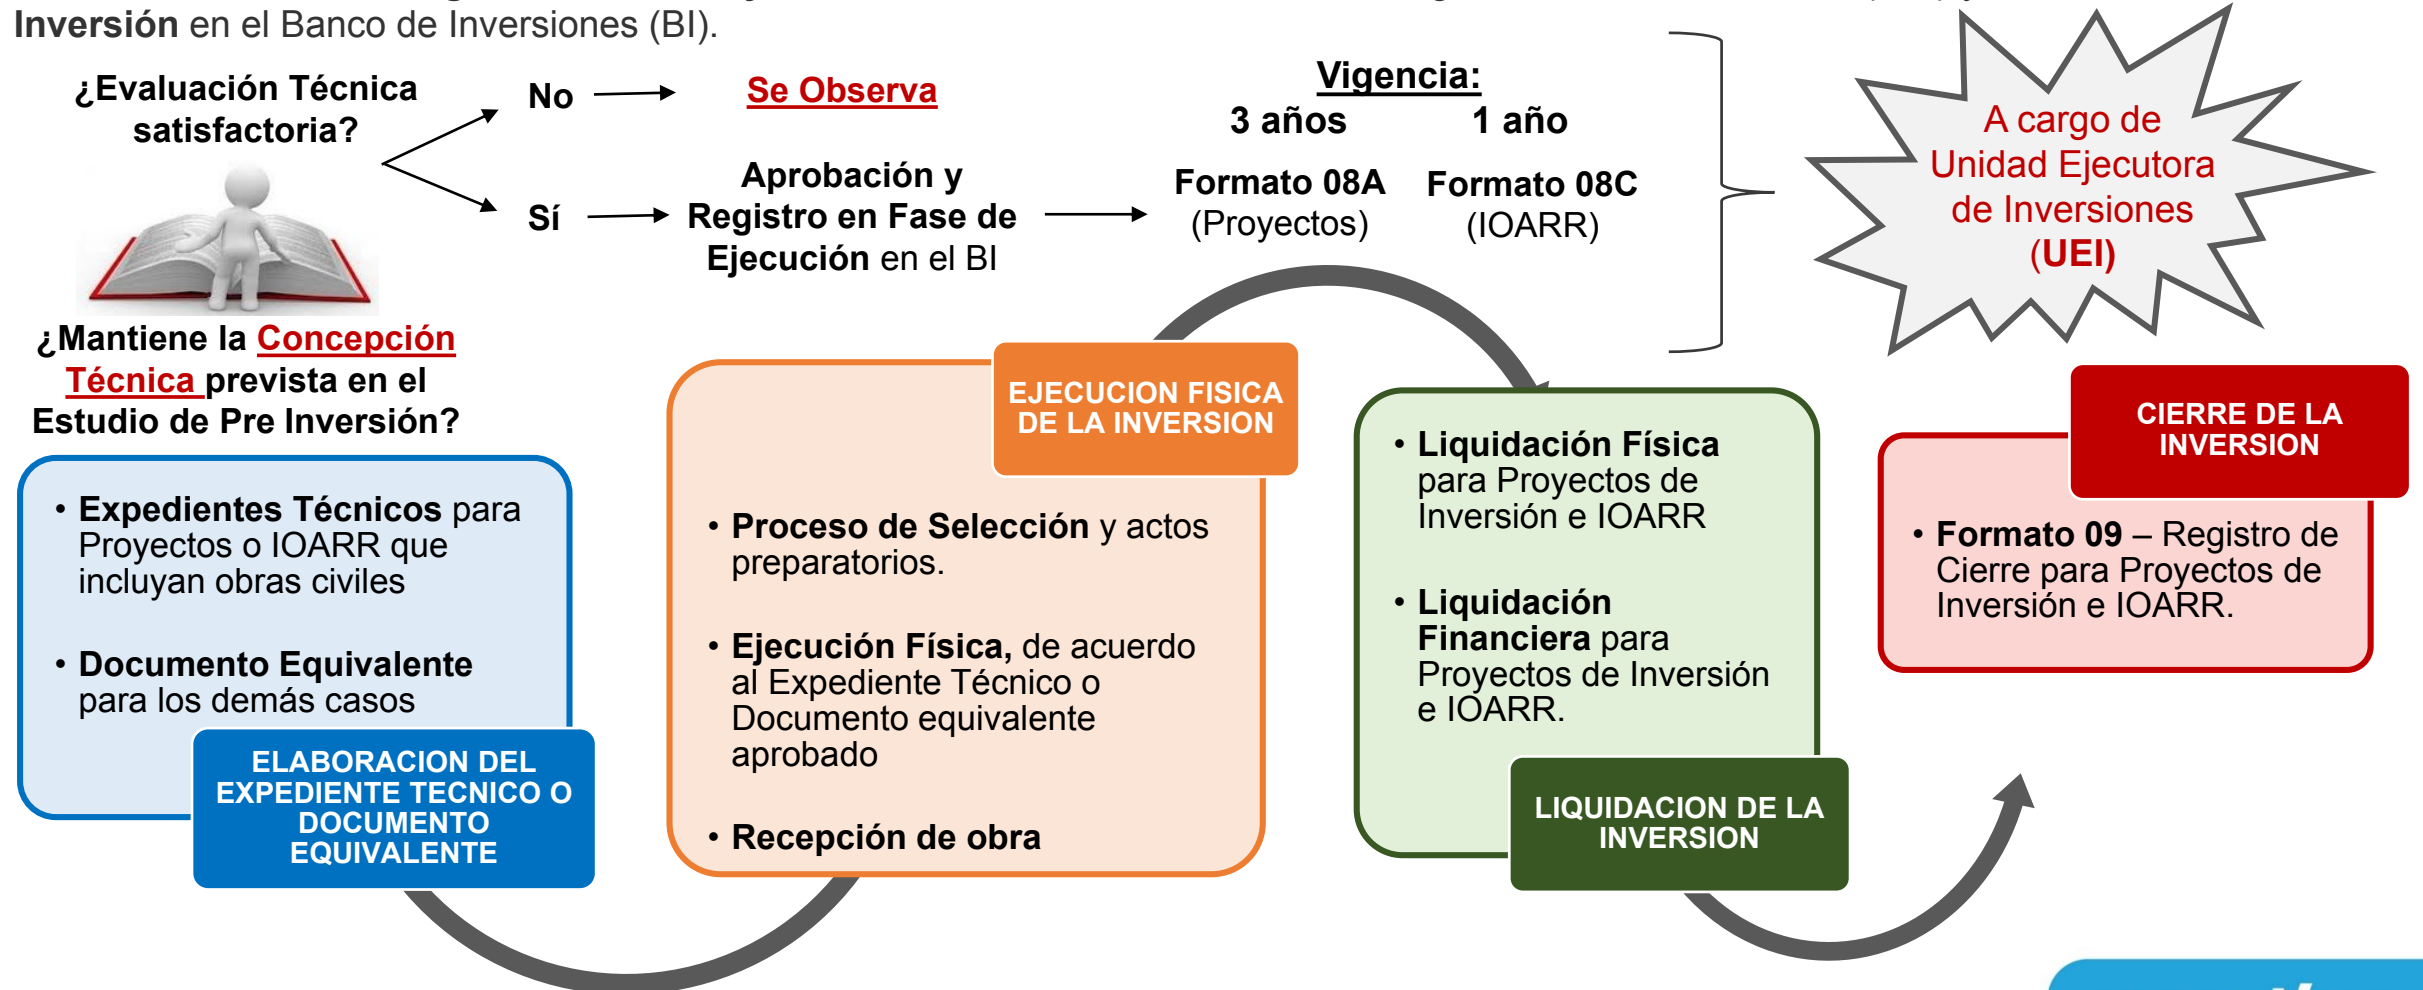 Inversión en el Banco de Inversiones (BI).
¿Evaluación Técnica
satisfactoria?
No
Se Observa
Sí
Aprobación y
Registro en Fase de
Ejecución en el BI
Vigencia:
3 años
1 año
Formato 08A
(Proyectos)
Formato 08C
(IOARR)
A cargo de
Unidad Ejecutora
de Inversiones
(UEI)
¿Mantiene la Concepción
Técnica prevista en el
Estudio de Pre Inversión?
• Expedientes Técnicos para
Proyectos o IOARR que
incluyan obras civiles
• Documento Equivalente
para los demás casos
ELABORACION DEL
EXPEDIENTE TECNICO O
DOCUMENTO
EQUIVALENTE
EJECUCION FISICA
DE LA INVERSION
• Proceso de Selección y actos
preparatorios.
• Ejecución Física, de acuerdo
al Expediente Técnico o
Documento equivalente
aprobado
• Recepción de obra
• Liquidación Física
para Proyectos de
Inversión e IOARR
• Liquidación
Financiera para
Proyectos de Inversión
e IOARR.
LIQUIDACION DE LA
INVERSION
CIERRE DE LA
INVERSION
• Formato 09 – Registro de
Cierre para Proyectos de
Inversión e IOARR.